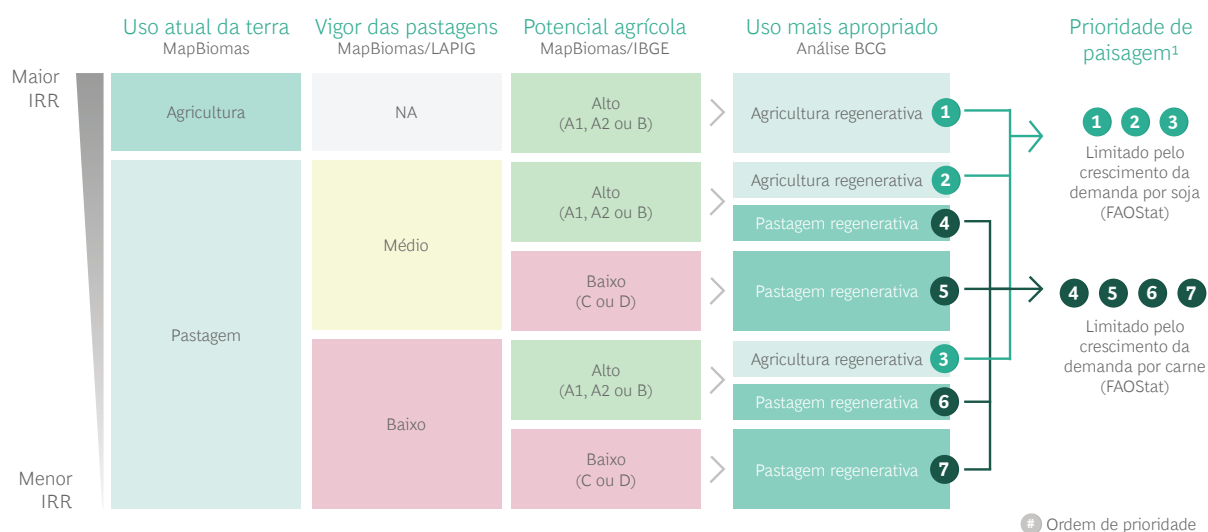 Uso atual da terra
MapBiomas
Vigor das pastagens
MapBiomas/LAPIG
Potencial agrícola
MapBiomas/IBGE
Uso mais apropriado
Análise BCG
Prioridade de
paisagem¹
Maior
IRR
Menor
IRR
Agricultura
NA
Alto
(A1, A2 ou B)
Agricultura regenerativa 1
Pastagem
Médio
Alto
(A1, A2 ou B)
Agricultura regenerativa 2
Pastagem regenerativa 4
Baixo
(C ou D)
Pastagem regenerativa 5
Baixo
Alto
(A1, A2 ou B)
Agricultura regenerativa 3
Pastagem regenerativa 6
Baixo
(C ou D)
Pastagem regenerativa 7
1 2 3
Limitado pelo
crescimento da
demanda por soja
(FAOStat)
4 5 6 7
Limitado pelo
crescimento da
demanda por carne
(FAOStat)
# Ordem de prioridade